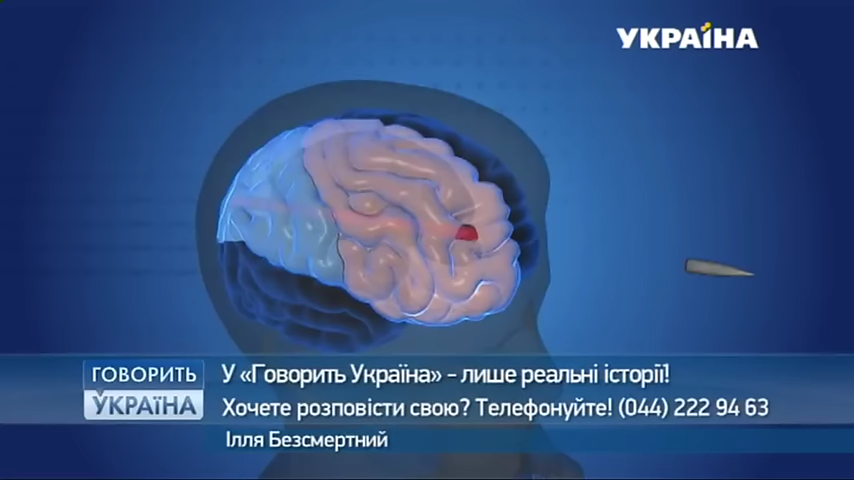 УКРАЇНА
ГОВОРИТЬ
УКРАЇНА
У «Говорить Україна» - лише реальні історії!
Хочете розповісти свою? Телефонуйте! (044) 222 94 63
Ілля Безсмертний